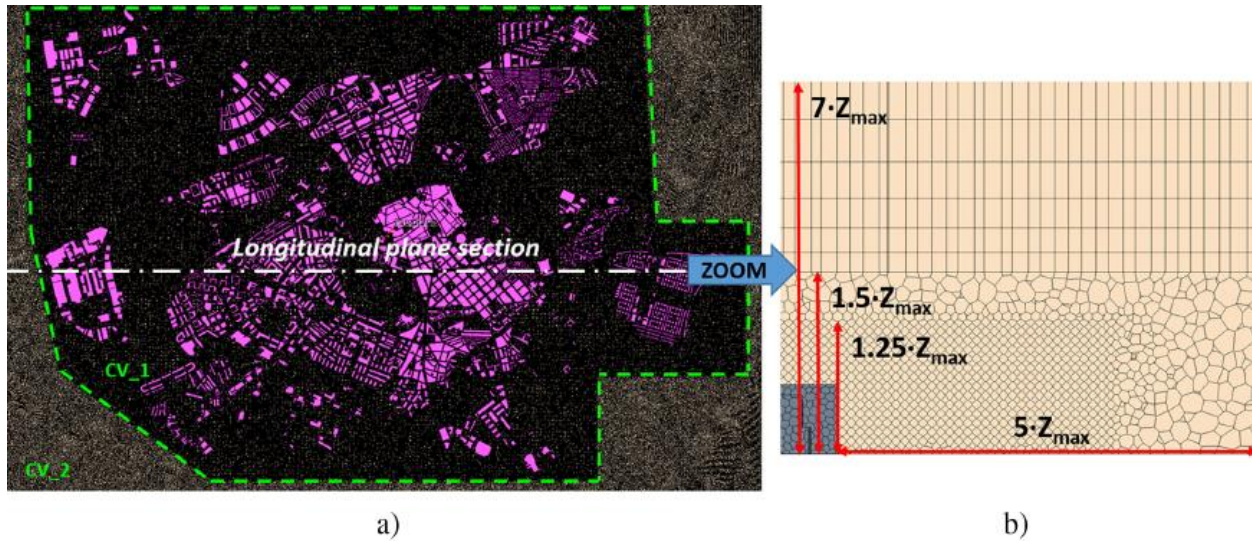 Longitudinal plane section
CV_1
CV_2
ZOOM
7·Zmax
1.5·Zmax
1.25·Zmax
5·Zmax
a)
b)